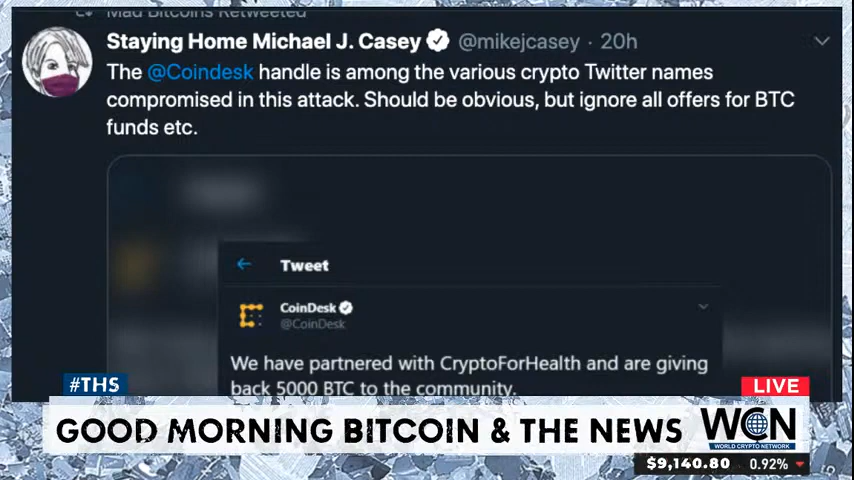 Mad Bitcoins Retweeted
Staying Home Michael J. Casey @mikejcasey · 20h
The @Coindesk handle is among the various crypto Twitter names
compromised in this attack. Should be obvious, but ignore all offers for BTC
funds etc.
Tweet
CoinDesk
@CoinDesk
We have partnered with CryptoForHealth and are giving
back 5000 BTC to the community.
#THS
LIVE
GOOD MORNING BITCOIN & THE NEWS
WCN
WORLD CRYPTO NETWORK
$9,140.80 0.92%